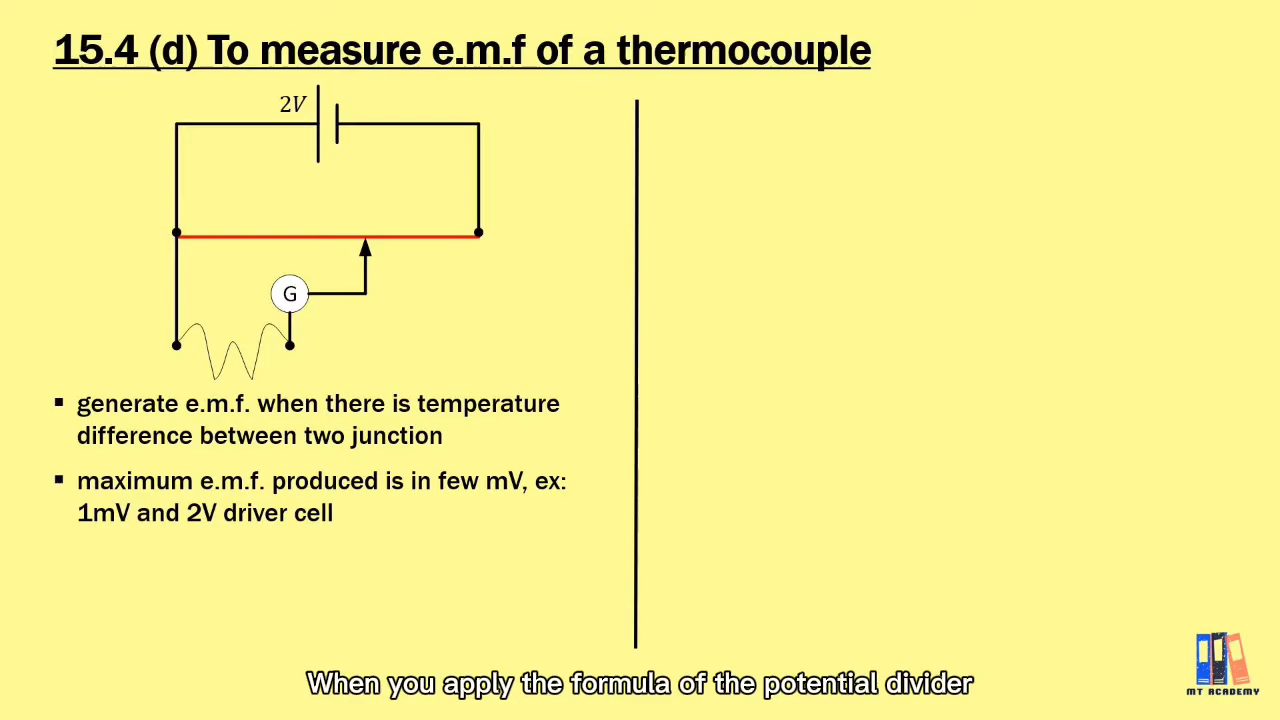 15.4 (d) To measure e.m.f of a thermocouple
2V
G
▪ generate e.m.f. when there is temperature
difference between two junction
▪ maximum e.m.f. produced is in few mV, ex:
1mV and 2V driver cell
When you apply the formula of the potential divider
MT ACADEMY